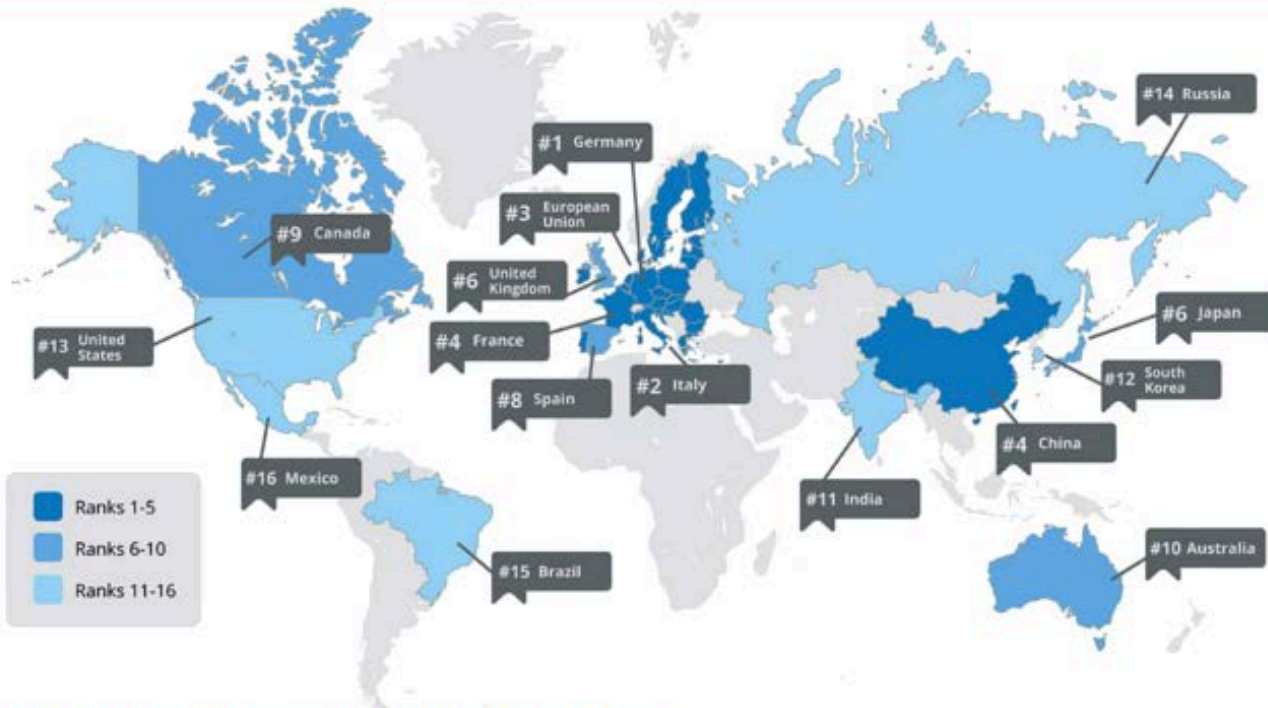 #14 Russia
#1 Germany
#3 European
Union
#9 Canada
#6 United
Kingdom
#6 Japan
#13 United
States
#4 France
#12 South
Korea
#8 Spain
#2 Italy
#4 China
#16 Mexico
#11 India
Ranks 1-5
Ranks 6-10
Ranks 11-16
#10 Australia
#15 Brazil